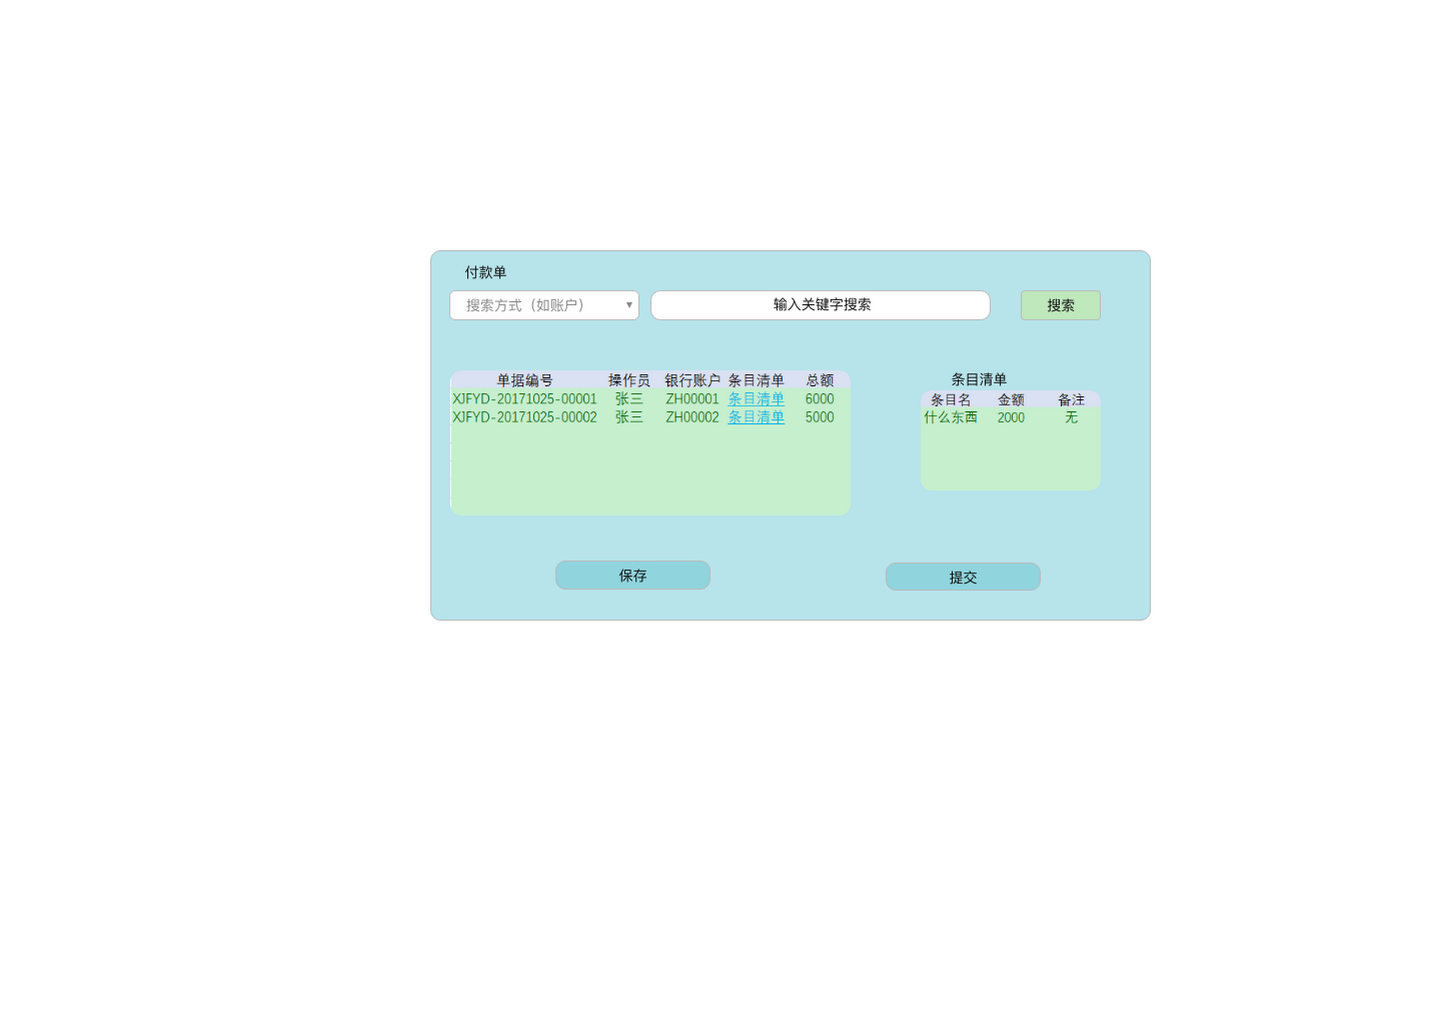 付款单
搜索方式（如账户） 输入关键字搜索 搜索
单据编号 操作员 银行账户 条目清单 总额
XJFYD-20171025-00001 张三 ZH00001 条目清单 6000
XJFYD-20171025-00002 张三 ZH00002 条目清单 5000
条目清单
条目名 金额 备注
什么东西 2000 无
保存 提交